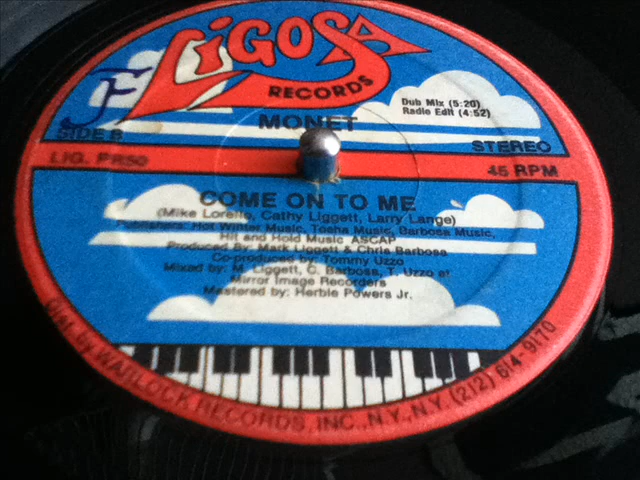 LIGOSA
RECORDS
Dub Mix (5:20)
Radio Edit (4:52)
MONET
SIDE B
STEREO
LIG. PR50
45 RPM
COME ON TO ME
(Mike Lorello, Cathy Liggett, Larry Lange)
Publishers: Hot Winter Music, Tosha Music, Barbosa Music,
Hit and Hold Music ASCAP
Produced By: Mark Liggett & Chris Barbosa
Co-produced by: Tommy Uzzo
Mixed by: M. Liggett, C. Barbosa, T. Uzzo at
Mirror Image Recorders
Mastered by: Herbie Powers Jr.
Dist. by WARLOCK RECORDS, INC., N.Y., N.Y. (212) 614-9170